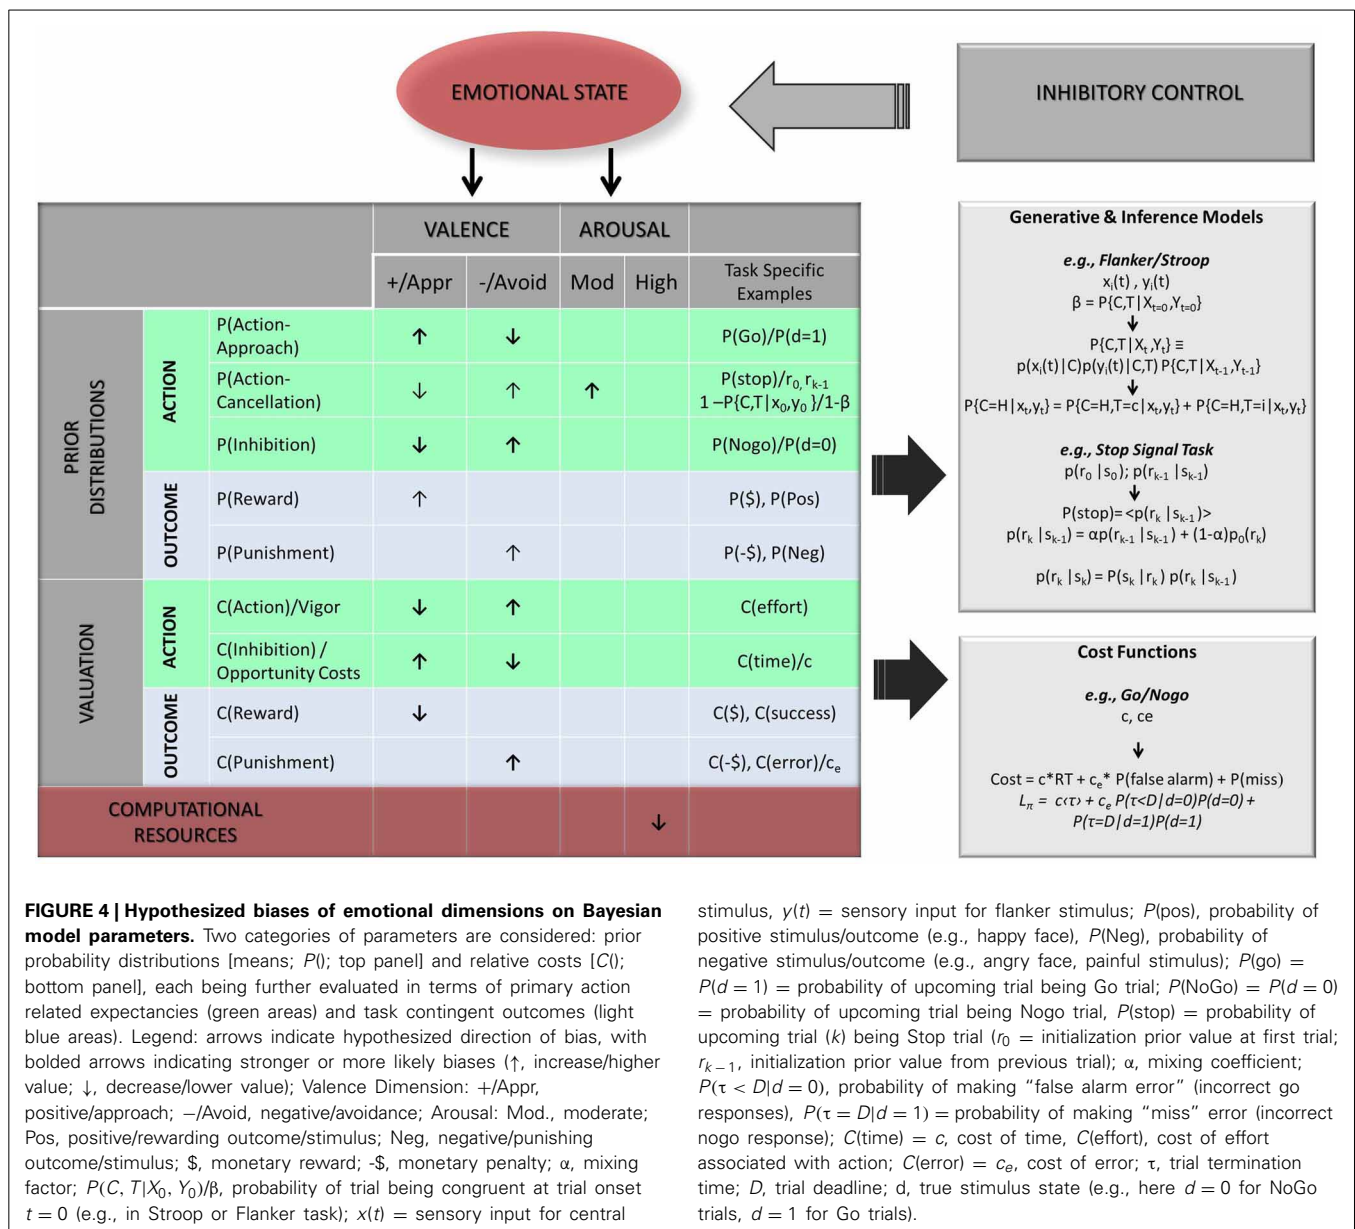 EMOTIONAL STATE
INHIBITORY CONTROL
VALENCE
AROUSAL
+/Appr
-/Avoid
Mod
High
Task Specific
Examples
PRIOR
DISTRIBUTIONS
ACTION
P(Action-
Approach)
↑
↓
P(Go)/P(d=1)
P(Action-
Cancellation)
↓
↑
↑
P(stop)/r₀, rₖ₋₁
1 –P{C,T|x₀,y₀ }/1-β
P(Inhibition)
↓
↑
P(Nogo)/P(d=0)
OUTCOME
P(Reward)
↑
P($), P(Pos)
P(Punishment)
↑
P(-$), P(Neg)
VALUATION
ACTION
C(Action)/Vigor
↓
↑
C(effort)
C(Inhibition) /
Opportunity Costs
↑
↓
C(time)/c
OUTCOME
C(Reward)
↓
C($), C(success)
C(Punishment)
↑
C(-$), C(error)/cₑ
COMPUTATIONAL
RESOURCES
↓
Generative & Inference Models
e.g., Flanker/Stroop
xᵢ(t) , yᵢ(t)
β = P{C,T|Xₜ₌₀,Yₜ₌₀}
↓
P{C,T|Xₜ,Yₜ} ≡
p(xᵢ(t)|C)p(yᵢ(t)|C,T) P{C,T|Xₜ₋₁,Yₜ₋₁}
↓
P{C=H|xₜ,yₜ} = P{C=H,T=c|xₜ,yₜ} + P{C=H,T=i|xₜ,yₜ}
e.g., Stop Signal Task
p(r₀|s₀); p(rₖ₋₁|sₖ₋₁)
↓
P(stop)= <p(rₖ|sₖ₋₁)>
p(rₖ|sₖ₋₁) = αp(rₖ₋₁|sₖ₋₁) + (1-α)p₀(rₖ)
p(rₖ|sₖ) = P(sₖ|rₖ) p(rₖ|sₖ₋₁)
Cost Functions
e.g., Go/Nogo
c, ce
↓
Cost = c*RT + cₑ* P(false alarm) + P(miss)
L_π = c‹τ› + cₑ P(τ<D|d=0)P(d=0) +
P(τ=D|d=1)P(d=1)
FIGURE 4 | Hypothesized biases of emotional dimensions on Bayesian
model parameters. Two categories of parameters are considered: prior
probability distributions [means; P(); top panel] and relative costs [C();
bottom panel], each being further evaluated in terms of primary action
related expectancies (green areas) and task contingent outcomes (light
blue areas). Legend: arrows indicate hypothesized direction of bias, with
bolded arrows indicating stronger or more likely biases (↑, increase/higher
value; ↓, decrease/lower value); Valence Dimension: +/Appr,
positive/approach; −/Avoid, negative/avoidance; Arousal: Mod., moderate;
Pos, positive/rewarding outcome/stimulus; Neg, negative/punishing
outcome/stimulus; $, monetary reward; -$, monetary penalty; α, mixing
factor; P(C, T|X₀, Y₀)/β, probability of trial being congruent at trial onset
t = 0 (e.g., in Stroop or Flanker task); x(t) = sensory input for central
stimulus, y(t) = sensory input for flanker stimulus; P(pos), probability of
positive stimulus/outcome (e.g., happy face), P(Neg), probability of
negative stimulus/outcome (e.g., angry face, painful stimulus); P(go) =
P(d = 1) = probability of upcoming trial being Go trial; P(NoGo) = P(d = 0)
= probability of upcoming trial being Nogo trial, P(stop) = probability of
upcoming trial (k) being Stop trial (r₀ = initialization prior value at first trial;
rₖ₋₁, initialization prior value from previous trial); α, mixing coefficient;
P(τ < D|d = 0), probability of making “false alarm error” (incorrect go
responses), P(τ = D|d = 1) = probability of making “miss” error (incorrect
nogo response); C(time) = c, cost of time, C(effort), cost of effort
associated with action; C(error) = cₑ, cost of error; τ, trial termination
time; D, trial deadline; d, true stimulus state (e.g., here d = 0 for NoGo
trials, d = 1 for Go trials).